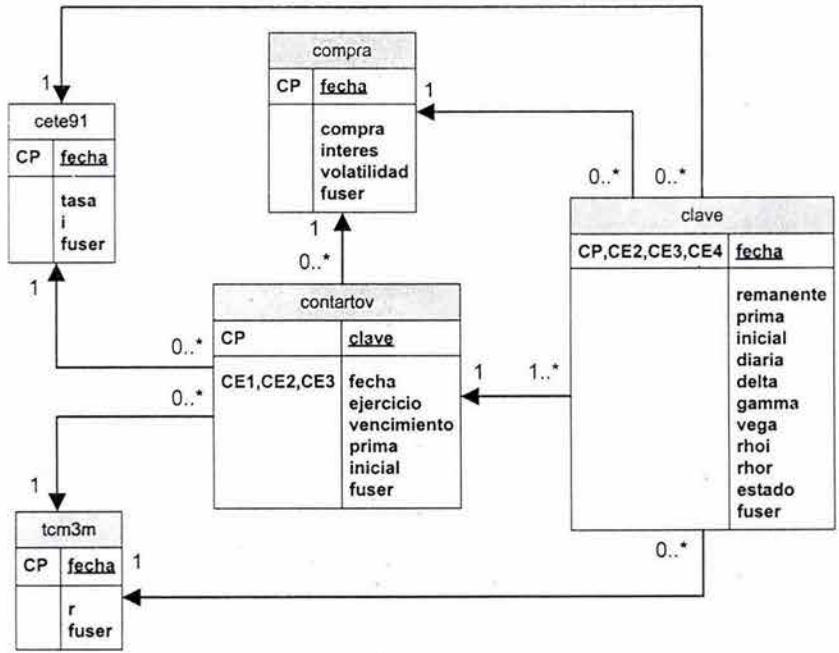 compra
CP fecha
compra
interes
volatilidad
fuser
1
1
0..*
cete91
CP fecha
tasa
i
fuser
1
1
0..*
0..*
0..*
clave
CP,CE2,CE3,CE4 fecha
remanente
prima
inicial
diaria
delta
gamma
vega
rhoi
rhor
estado
fuser
0..*
contartov
CP clave
CE1,CE2,CE3 fecha
ejercicio
vencimiento
prima
inicial
fuser
1
1..*
0..*
1
tcm3m
CP fecha
r
fuser
1